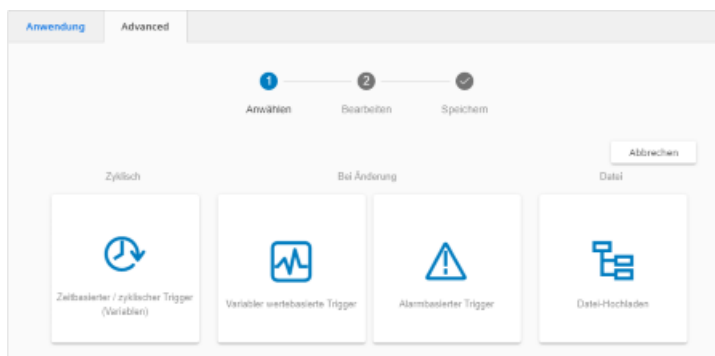 Anwendung Advanced
1 2
Anwählen Bearbeiten Speichern
Abbrechen
Zyklisch Bei Änderung Datei
Zeitbasierter / zyklischer Trigger
(Variablen)
Variabler wertebasierte Trigger
Alarmbasierter Trigger
Datei-Hochladen